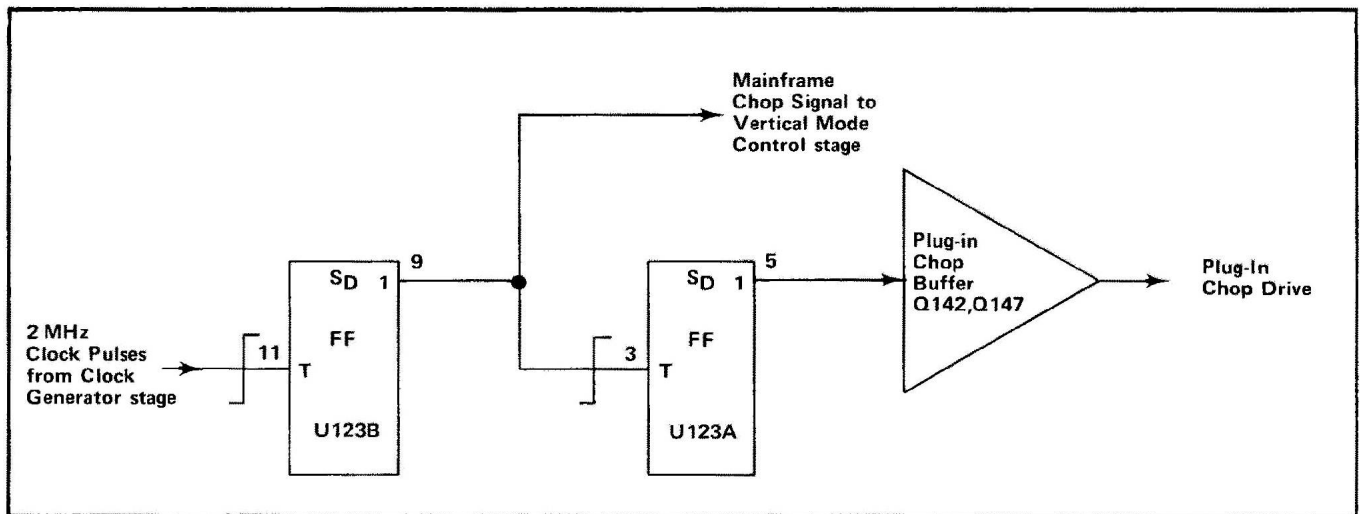 Mainframe
Chop Signal to
Vertical Mode
Control stage
2 MHz
Clock Pulses
from Clock
Generator stage
11
SD 1
FF
T
U123B
9
3
SD 1
FF
T
U123A
5
Plug-in
Chop
Buffer
Q142,Q147
Plug-In
Chop Drive